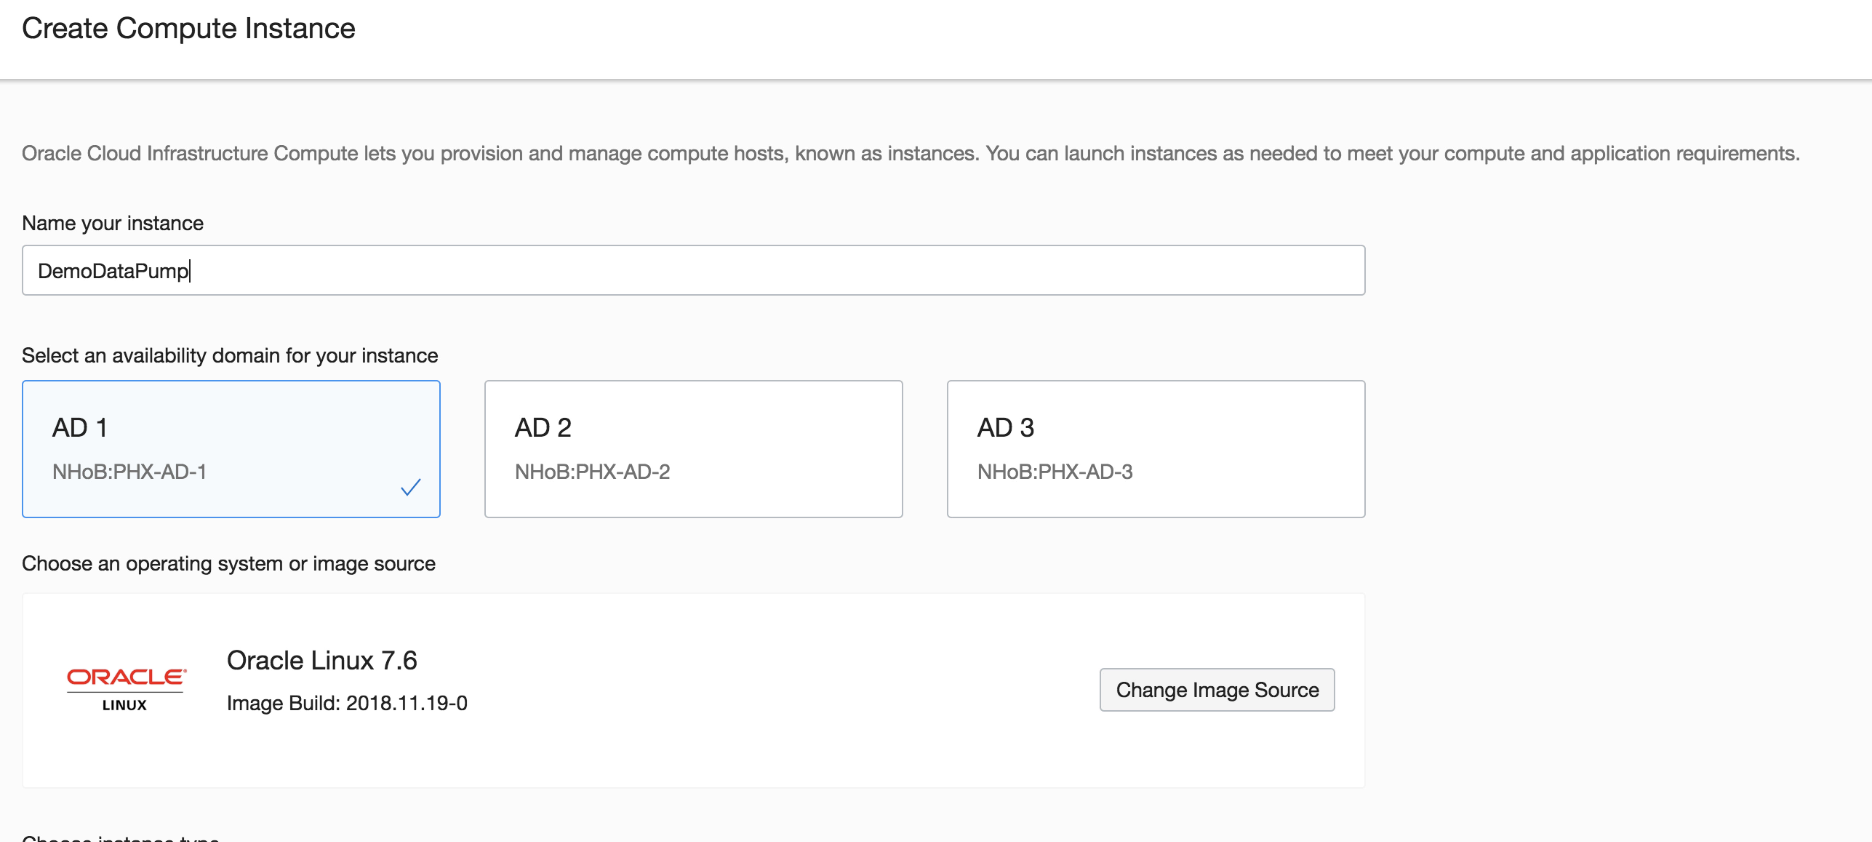 Create Compute Instance
Oracle Cloud Infrastructure Compute lets you provision and manage compute hosts, known as instances. You can launch instances as needed to meet your compute and application requirements.
Name your instance
DemoDataPump
Select an availability domain for your instance
AD 1
NHoB:PHX-AD-1
AD 2
NHoB:PHX-AD-2
AD 3
NHoB:PHX-AD-3
Choose an operating system or image source
ORACLE®
LINUX
Oracle Linux 7.6
Image Build: 2018.11.19-0
Change Image Source
Choose instance type